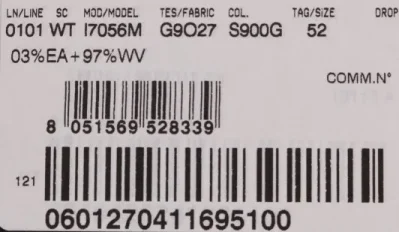 LN/LINE SC MOD/MODEL TES/FABRIC COL. TAG/SIZE DROP
0101 WT I7056M G9O27 S900G 52
03%EA+97%WV
COMM.N°
8 051569 528339
121
0601270411695100